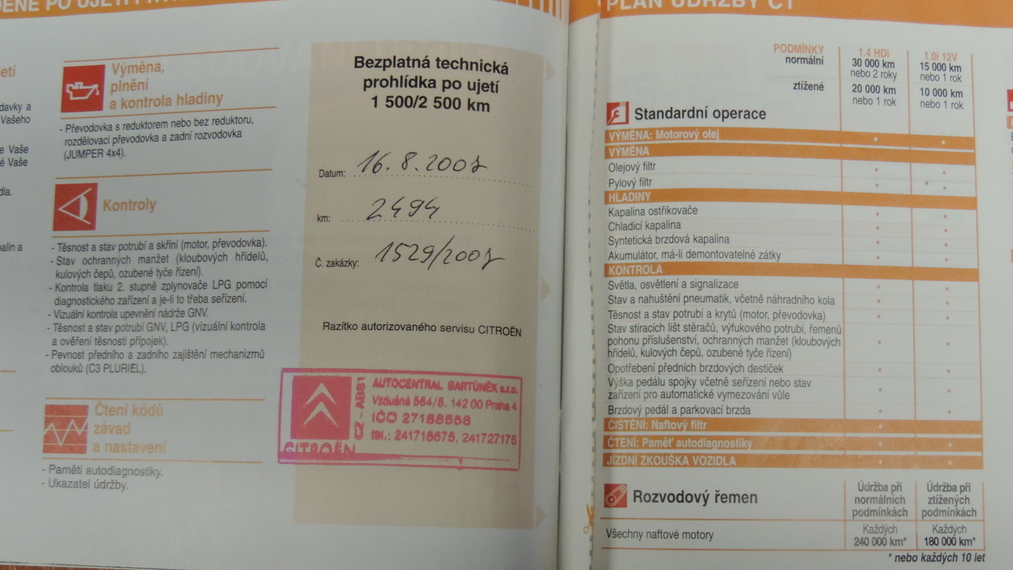 PO UJETÍ
Výměna,
plnění
a kontrola hladiny
- Převodovka s reduktorem nebo bez reduktoru,
rozdělovací převodovka a zadní rozvodovka
(JUMPER 4x4).
Kontroly
- Těsnost a stav potrubí a skříní (motor, převodovka).
- Stav ochranných manžet (kloubových hřídelů,
kulových čepů, ozubené tyče řízení).
- Kontrola tlaku 2. stupně zplynovače LPG pomocí
diagnostického zařízení a je-li to třeba seřízení.
- Vizuální kontrola upevnění nádrže GNV.
- Těsnost a stav potrubí GNV, LPG (vizuální kontrola
a ověření těsnosti přípojek).
- Pevnost předního a zadního zajištění mechanizmů
oblouků (C3 PLURIEL).
Čtení kódů
závad
a nastavení
- Paměti autodiagnostiky.
- Ukazatel údržby.
Bezplatná technická
prohlídka po ujetí
1 500/2 500 km
Datum: 16.8.2007
km: 2494
Č. zakázky: 1529/2007
Razítko autorizovaného servisu CITROËN
CITROËN
CZ - ABS1
AUTOCENTRAL BARTŮNĚK s.r.o.
Vzdušná 564/8, 142 00 Praha 4
IČO 27188558
tel.: 241718675, 241727175
PLÁN ÚDRŽBY C1
PODMÍNKY 1.4 HDi 1.0i 12V
normální 30 000 km 15 000 km
nebo 2 roky nebo 1 rok
ztížené 20 000 km 10 000 km
nebo 1 rok nebo 1 rok
Standardní operace
VÝMĚNA: Motorový olej • •
VÝMĚNA
Olejový filtr • •
Pylový filtr • * •
HLADINY
Kapalina ostřikovače • •
Chladicí kapalina • •
Syntetická brzdová kapalina • •
Akumulátor, má-li demontovatelné zátky • •
KONTROLA
Světla, osvětlení a signalizace • •
Stav a nahuštění pneumatik, včetně náhradního kola • •
Těsnost a stav potrubí a krytů (motor, převodovka) • •
Stav stíracích lišt stěračů, výfukového potrubí, řemenů
pohonu příslušenství, ochranných manžet (kloubových • •
hřídelů, kulových čepů, ozubené tyče řízení)
Opotřebení předních brzdových destiček • •
Výška pedálu spojky včetně seřízení nebo stav
zařízení pro automatické vymezování vůle • •
Brzdový pedál a parkovací brzda • •
ČIŠTĚNÍ: Naftový filtr •
ČTENÍ: Paměť autodiagnostiky • •
JÍZDNÍ ZKOUŠKA VOZIDLA • •
Rozvodový řemen
Údržba při normálních podmínkách
Údržba při ztížených podmínkách
Všechny naftové motory
Každých 240 000 km*
Každých 180 000 km*
* nebo každých 10 let